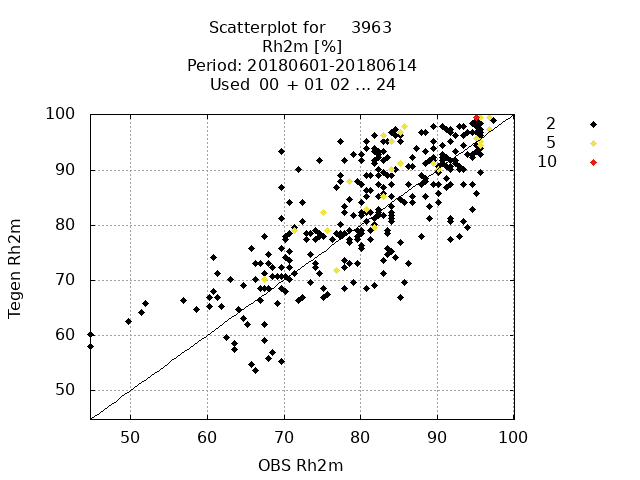 Scatterplot for 3963
Rh2m [%]
Period: 20180601-20180614
Used 00 + 01 02 ... 24
2
5
10
100
90
80
70
60
50
Tegen Rh2m
50 60 70 80 90 100
OBS Rh2m